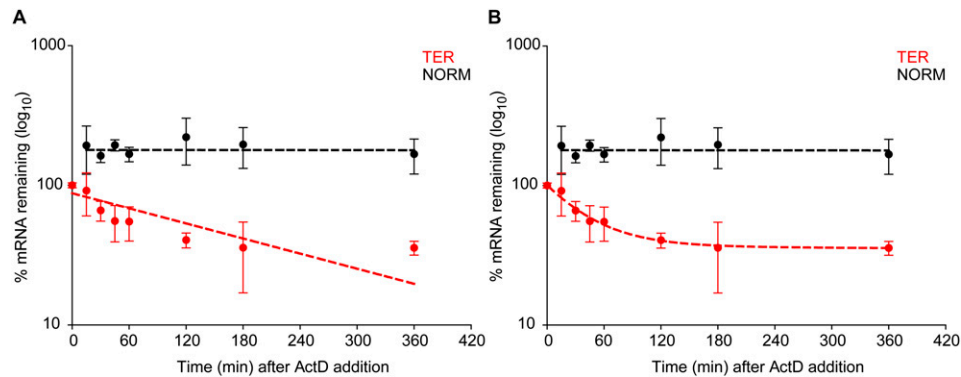 A
1000
100
10
% mRNA remaining (log10)
TER
NORM
0 60 120 180 240 300 360 420
Time (min) after ActD addition
B
1000
100
10
% mRNA remaining (log10)
TER
NORM
0 60 120 180 240 300 360 420
Time (min) after ActD addition